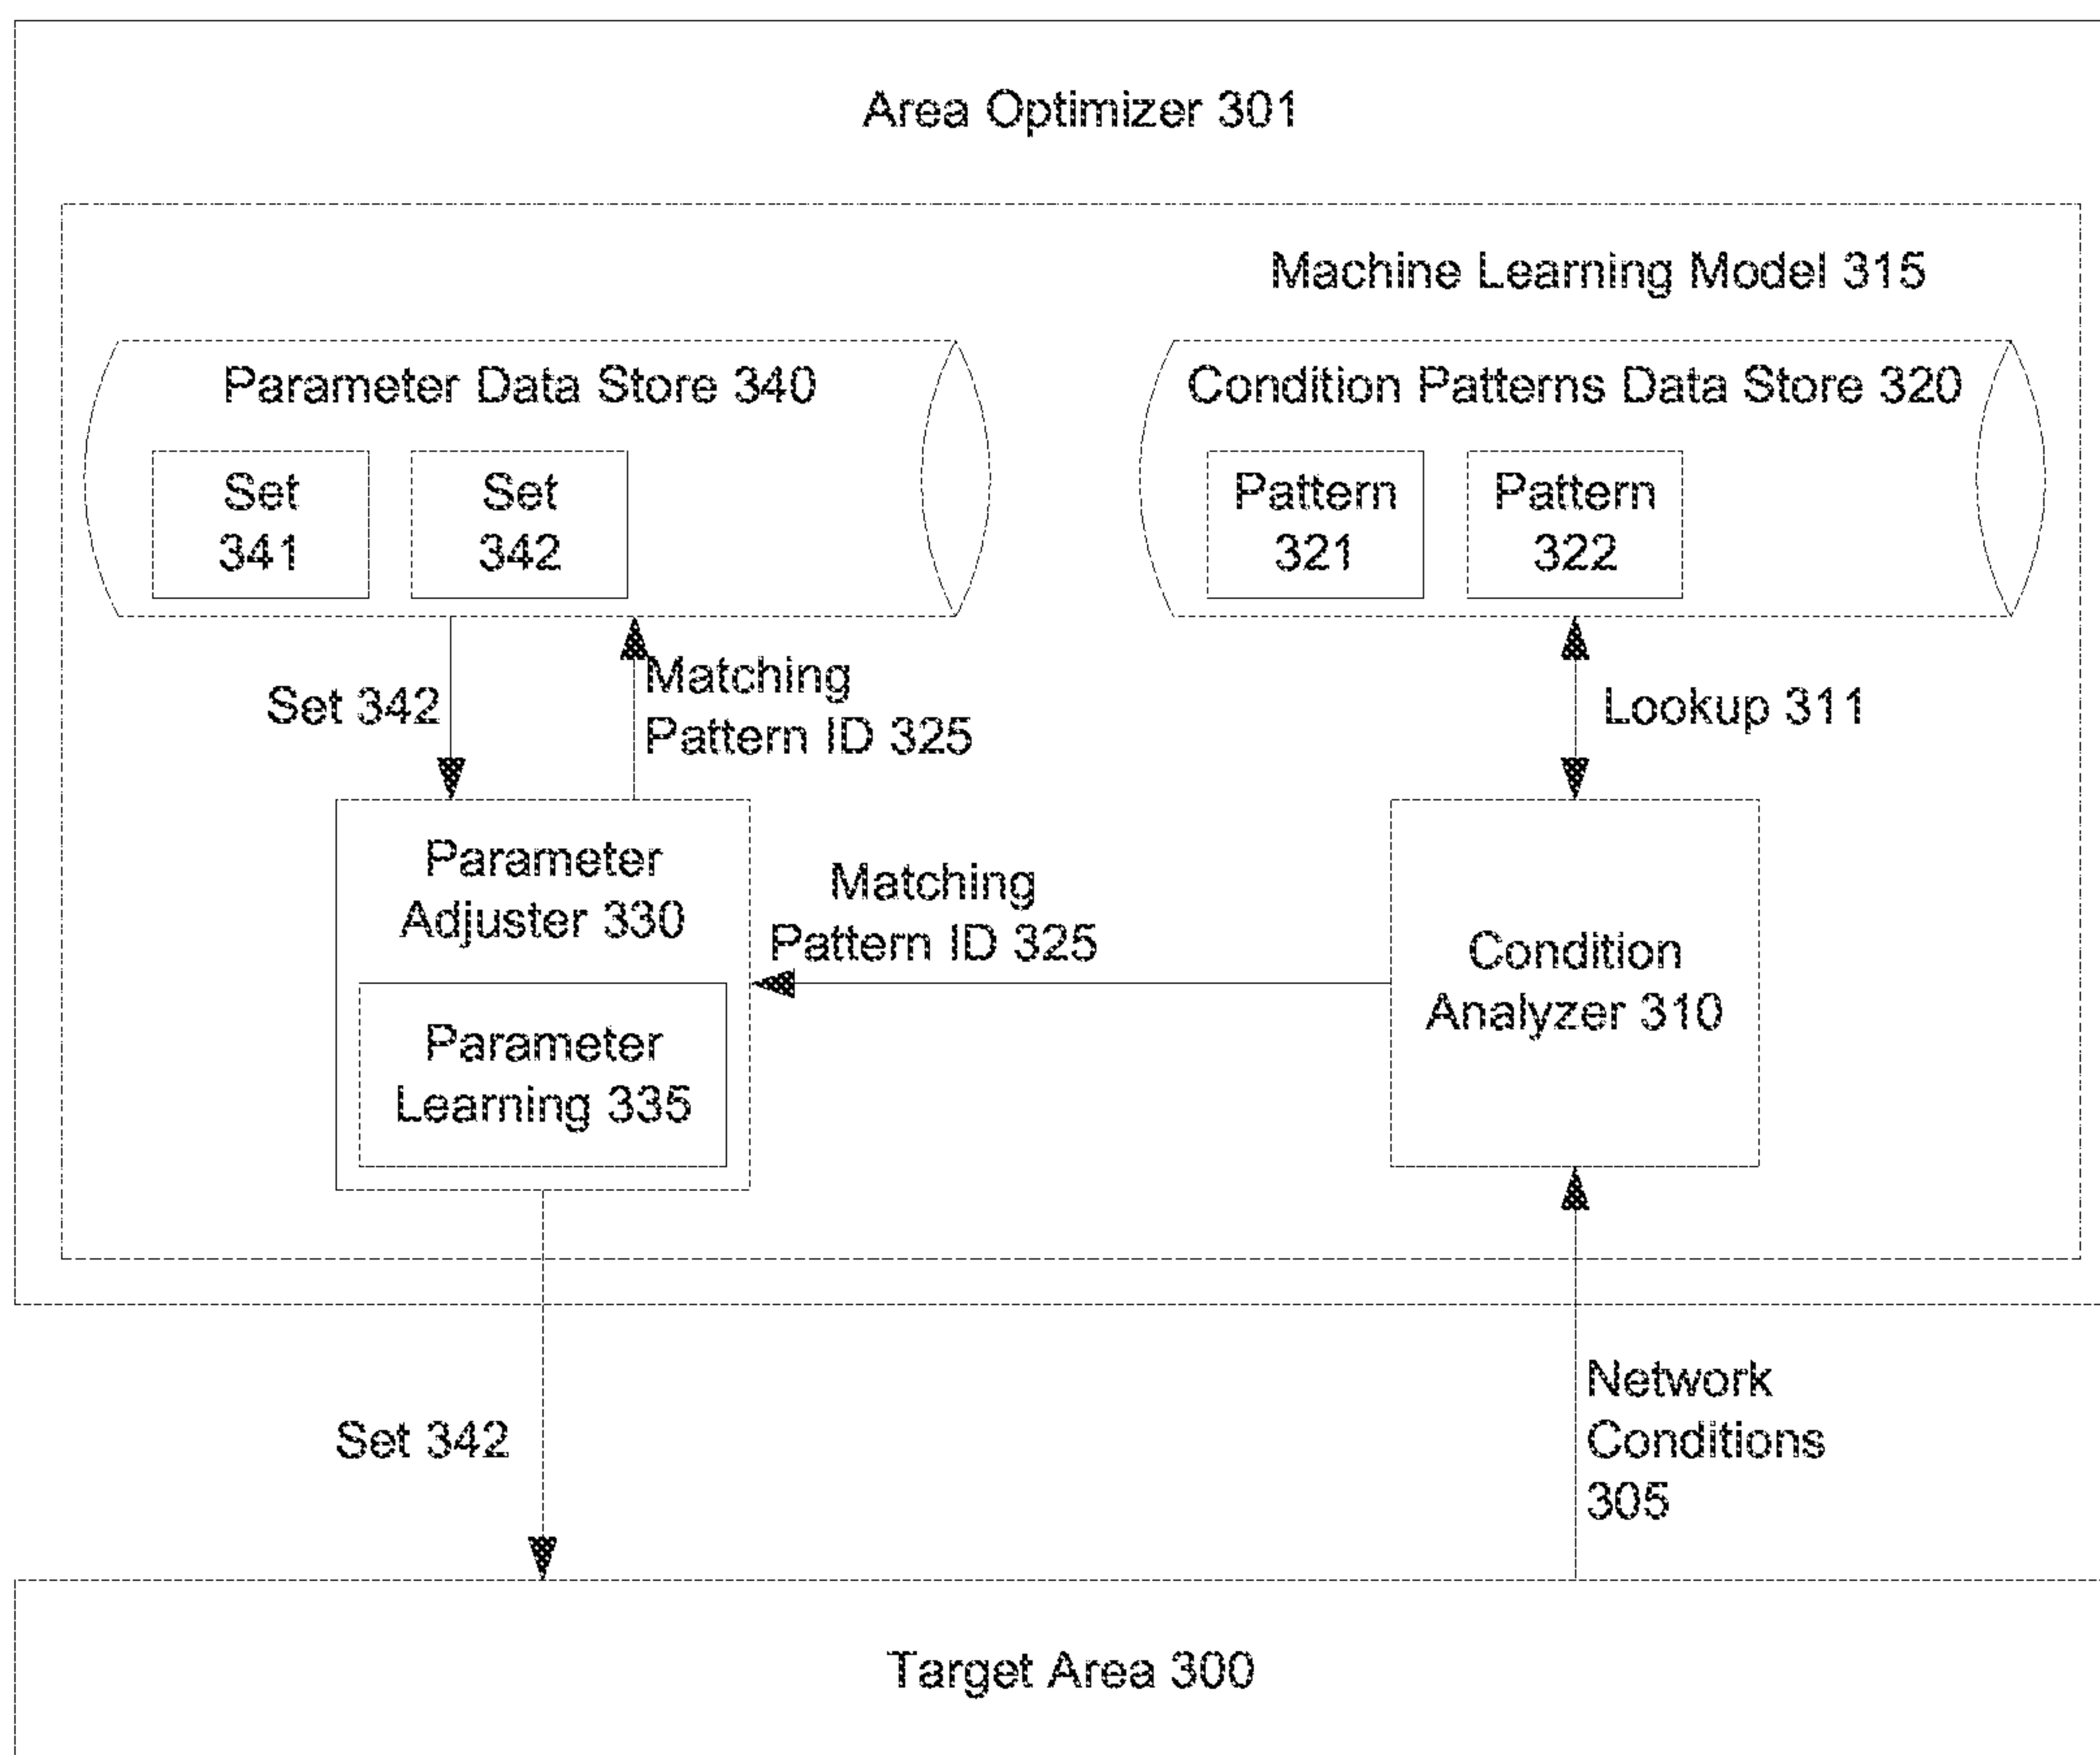 Area Optimizer 301
Machine Learning Model 315
Parameter Data Store 340
Set
341
Set
342
Condition Patterns Data Store 320
Pattern
321
Pattern
322
Set 342
Matching
Pattern ID 325
Lookup 311
Parameter
Adjuster 330
Parameter
Learning 335
Matching
Pattern ID 325
Condition
Analyzer 310
Set 342
Network
Conditions
305
Target Area 300